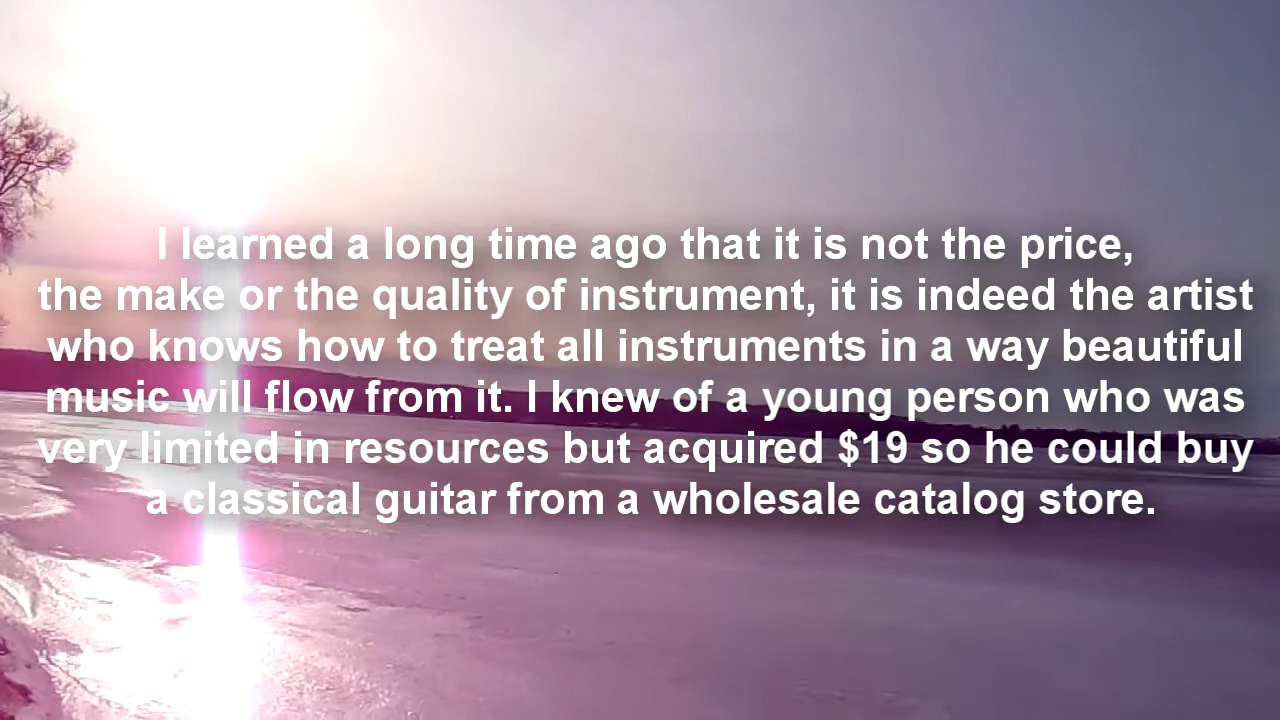 I learned a long time ago that it is not the price,
the make or the quality of instrument, it is indeed the artist
who knows how to treat all instruments in a way beautiful
music will flow from it. I knew of a young person who was
very limited in resources but acquired $19 so he could buy
a classical guitar from a wholesale catalog store.